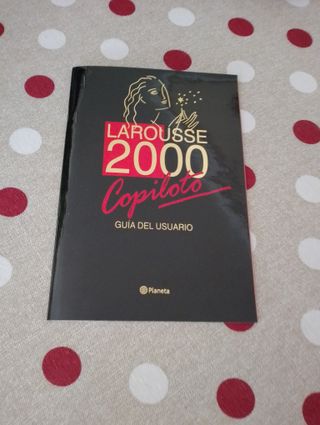 LAROUSSE
2000
Copiloto
GUÍA DEL USUARIO
Planeta